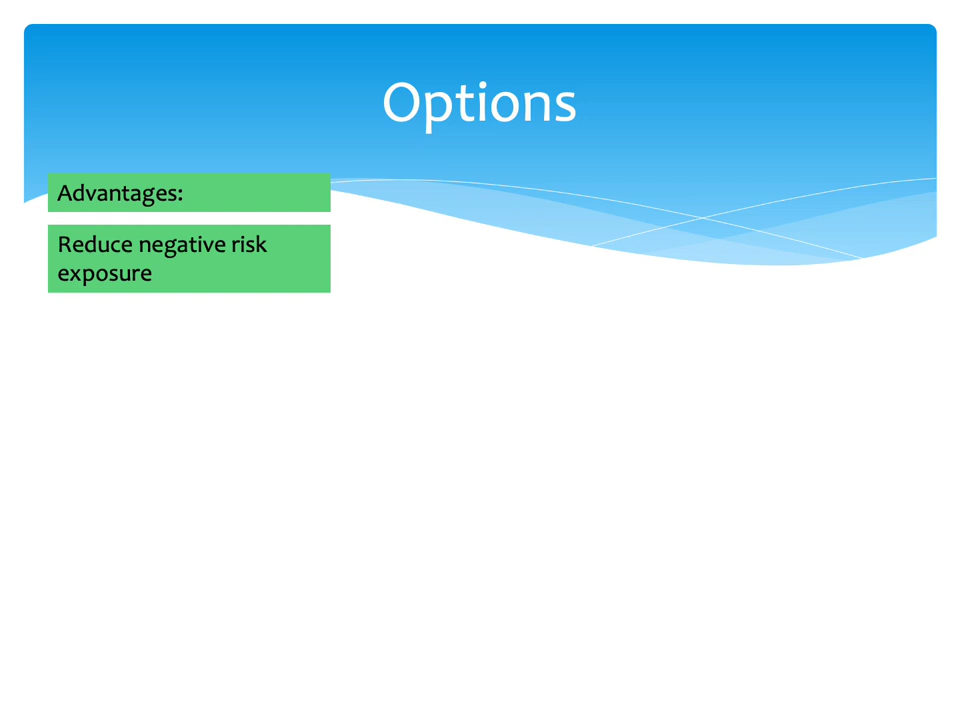 Options
Advantages:
Reduce negative risk
exposure